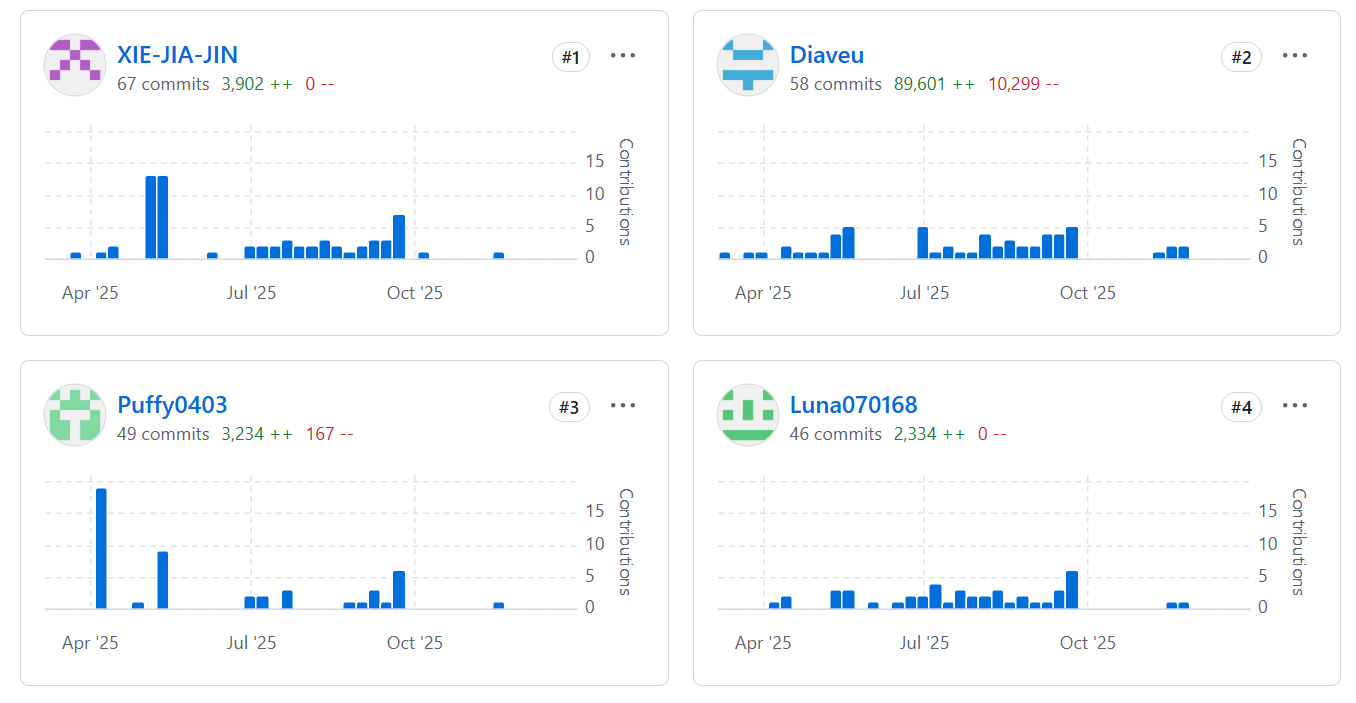 XIE-JIA-JIN
#1
67 commits 3,902 ++ 0 --
15
10
5
0
Contributions
Apr '25 Jul '25 Oct '25
Diaveu
#2
58 commits 89,601 ++ 10,299 --
15
10
5
0
Contributions
Apr '25 Jul '25 Oct '25
Puffy0403
#3
49 commits 3,234 ++ 167 --
15
10
5
0
Contributions
Apr '25 Jul '25 Oct '25
Luna070168
#4
46 commits 2,334 ++ 0 --
15
10
5
0
Contributions
Apr '25 Jul '25 Oct '25